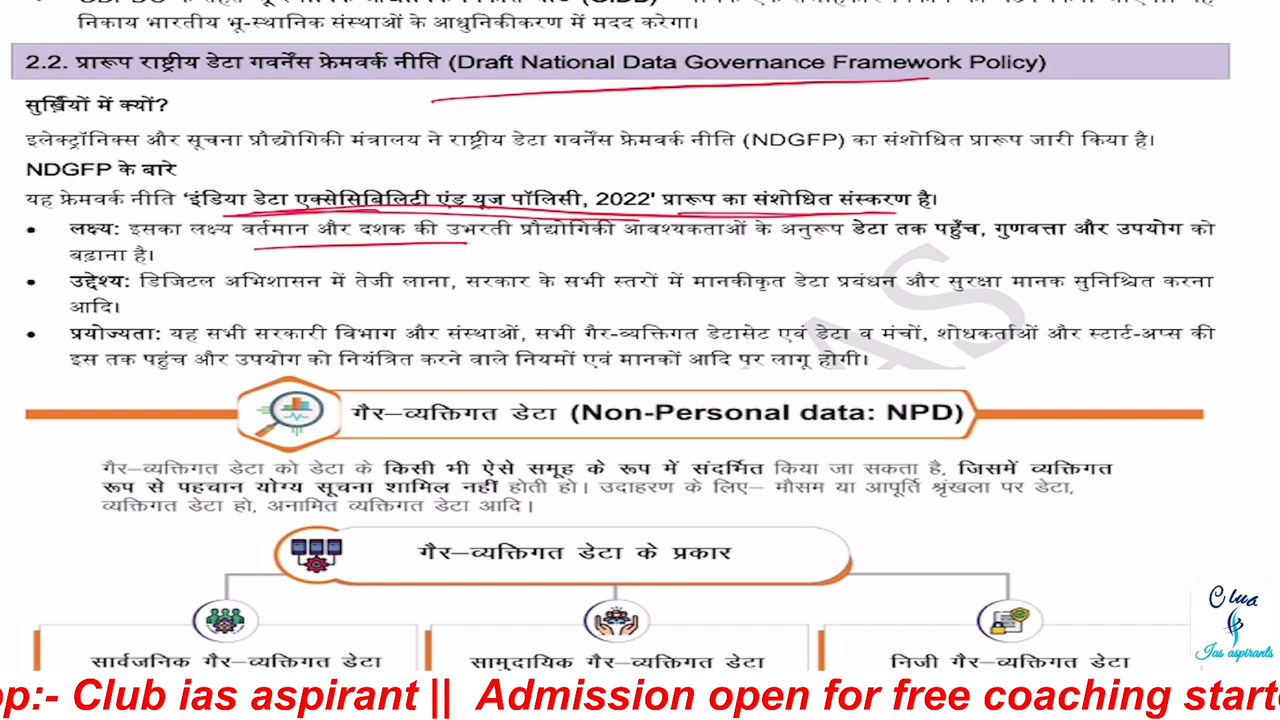 निकाय भारतीय भू-स्थानिक संस्थाओं के आधुनिकीकरण में मदद करेगा।
2.2. प्रारूप राष्ट्रीय डेटा गवर्नेंस फ्रेमवर्क नीति (Draft National Data Governance Framework Policy)
सुर्ख़ियों में क्यों?
इलेक्ट्रॉनिक्स और सूचना प्रौद्योगिकी मंत्रालय ने राष्ट्रीय डेटा गवर्नेंस फ्रेमवर्क नीति (NDGFP) का संशोधित प्रारूप जारी किया है।
NDGFP के बारे
यह फ्रेमवर्क नीति 'इंडिया डेटा एक्सेसिबिलिटी एंड यूज पॉलिसी, 2022' प्रारूप का संशोधित संस्करण है।
• लक्ष्य: इसका लक्ष्य वर्तमान और दशक की उभरती प्रौद्योगिकी आवश्यकताओं के अनुरूप डेटा तक पहुँच, गुणवत्ता और उपयोग को
बढ़ाना है।
• उद्देश्य: डिजिटल अभिशासन में तेजी लाना, सरकार के सभी स्तरों में मानकीकृत डेटा प्रबंधन और सुरक्षा मानक सुनिश्चित करना
आदि।
• प्रयोज्यता: यह सभी सरकारी विभाग और संस्थाओं, सभी गैर-व्यक्तिगत डेटासेट एवं डेटा व मंचों, शोधकर्ताओं और स्टार्ट-अप्स की
इस तक पहुंच और उपयोग को नियंत्रित करने वाले नियमों एवं मानकों आदि पर लागू होगी।
गैर–व्यक्तिगत डेटा (Non-Personal data: NPD)
गैर–व्यक्तिगत डेटा को डेटा के किसी भी ऐसे समूह के रूप में संदर्भित किया जा सकता है, जिसमें व्यक्तिगत
रूप से पहचान योग्य सूचना शामिल नहीं होती हो। उदाहरण के लिए– मौसम या आपूर्ति श्रृंखला पर डेटा,
व्यक्तिगत डेटा हो, अनामित व्यक्तिगत डेटा आदि।
गैर–व्यक्तिगत डेटा के प्रकार
सार्वजनिक गैर–व्यक्तिगत डेटा
सामुदायिक गैर–व्यक्तिगत डेटा
निजी गैर–व्यक्तिगत डेटा
Club
Ias aspirants
op:- Club ias aspirant || Admission open for free coaching starte